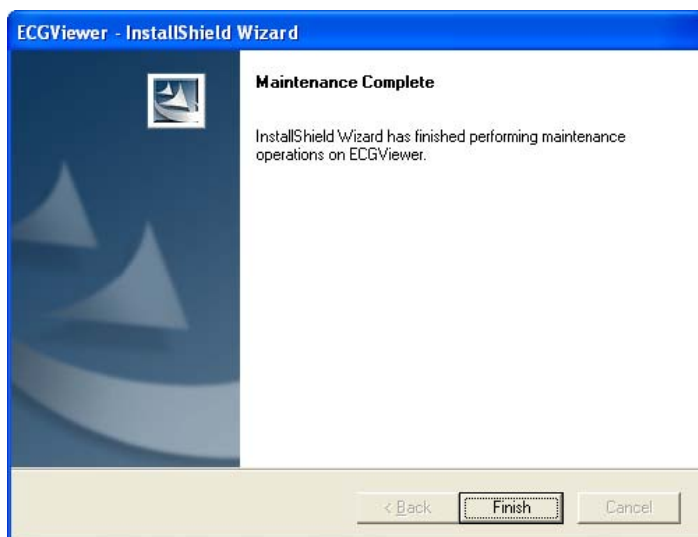 ECGViewer - InstallShield Wizard
Maintenance Complete
InstallShield Wizard has finished performing maintenance
operations on ECGViewer.
< Back Finish Cancel